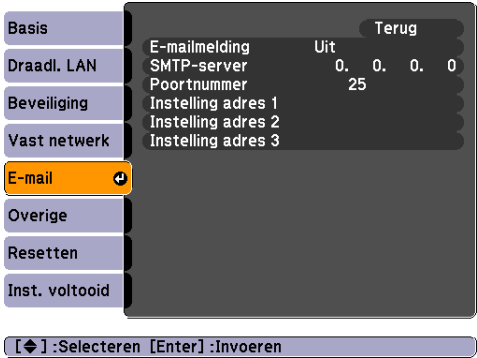 Basis
Draadl. LAN
Beveiliging
Vast netwerk
E-mail
Overige
Resetten
Inst. voltooid
Terug
E-mailmelding Uit
SMTP-server 0. 0. 0. 0
Poortnummer 25
Instelling adres 1
Instelling adres 2
Instelling adres 3
[◆] :Selecteren [Enter] :Invoeren